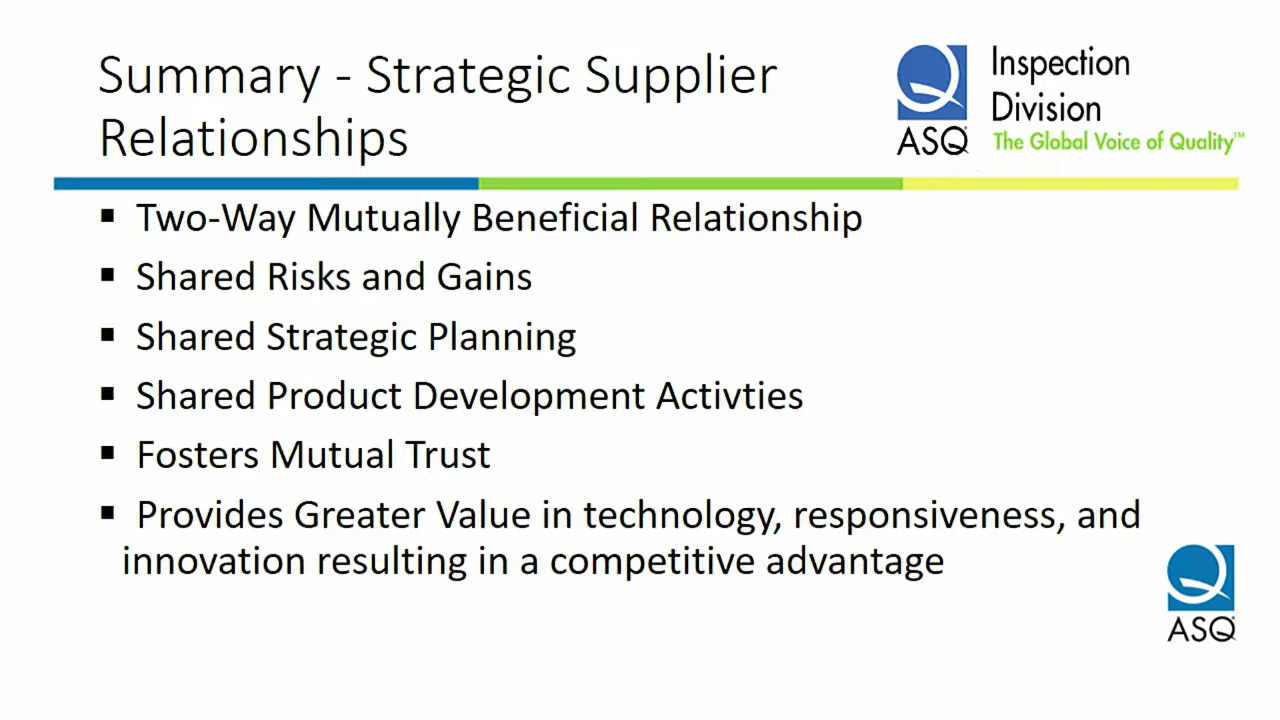 Summary - Strategic Supplier
Relationships
Inspection
Division
The Global Voice of Quality™
ASQ
▪ Two-Way Mutually Beneficial Relationship
▪ Shared Risks and Gains
▪ Shared Strategic Planning
▪ Shared Product Development Activties
▪ Fosters Mutual Trust
▪ Provides Greater Value in technology, responsiveness, and
innovation resulting in a competitive advantage
ASQ